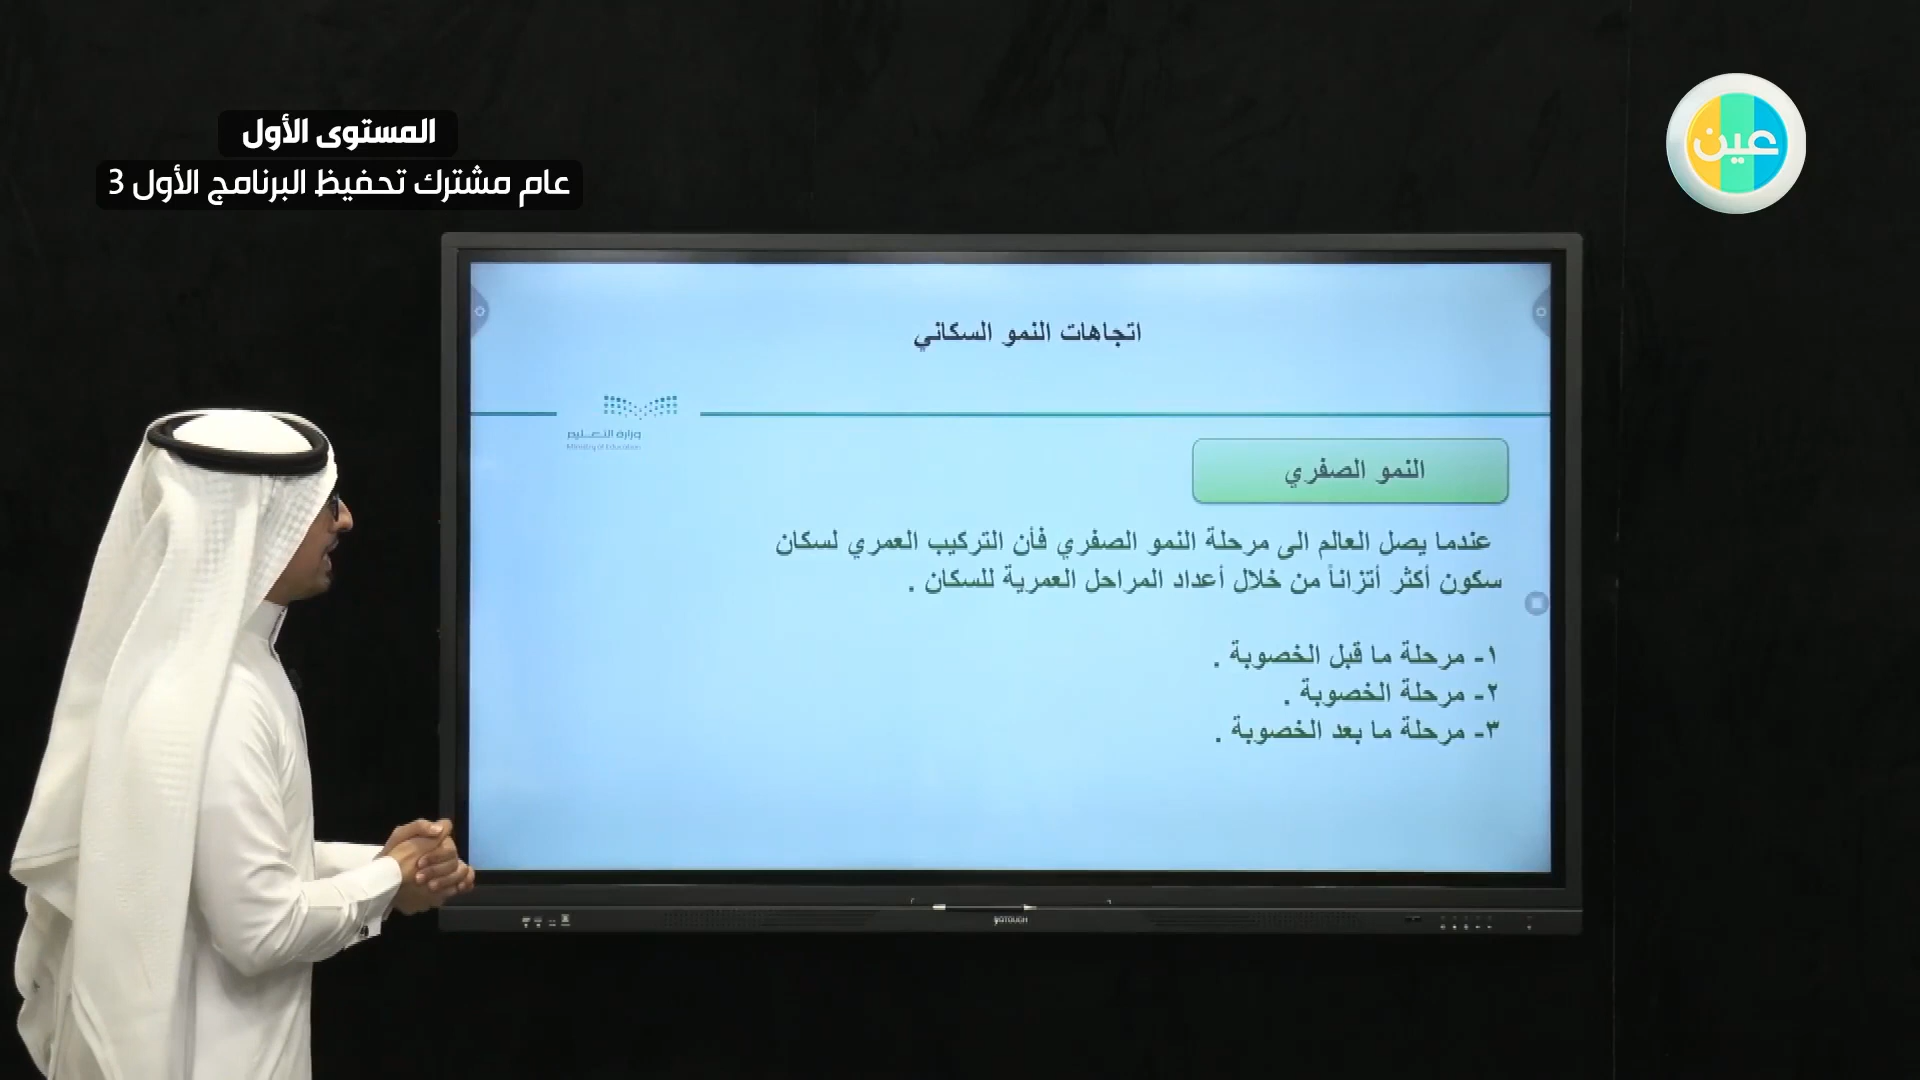 المستوى الأول
عام مشترك تحفيظ البرنامج الأول 3
عين
اتجاهات النمو السكاني
وزارة التعليم
Ministry of Education
النمو الصفري
عندما يصل العالم الى مرحلة النمو الصفري فأن التركيب العمري لسكان
سكون أكثر أتزاناً من خلال أعداد المراحل العمرية للسكان .
١- مرحلة ما قبل الخصوبة .
٢- مرحلة الخصوبة .
٣- مرحلة ما بعد الخصوبة .